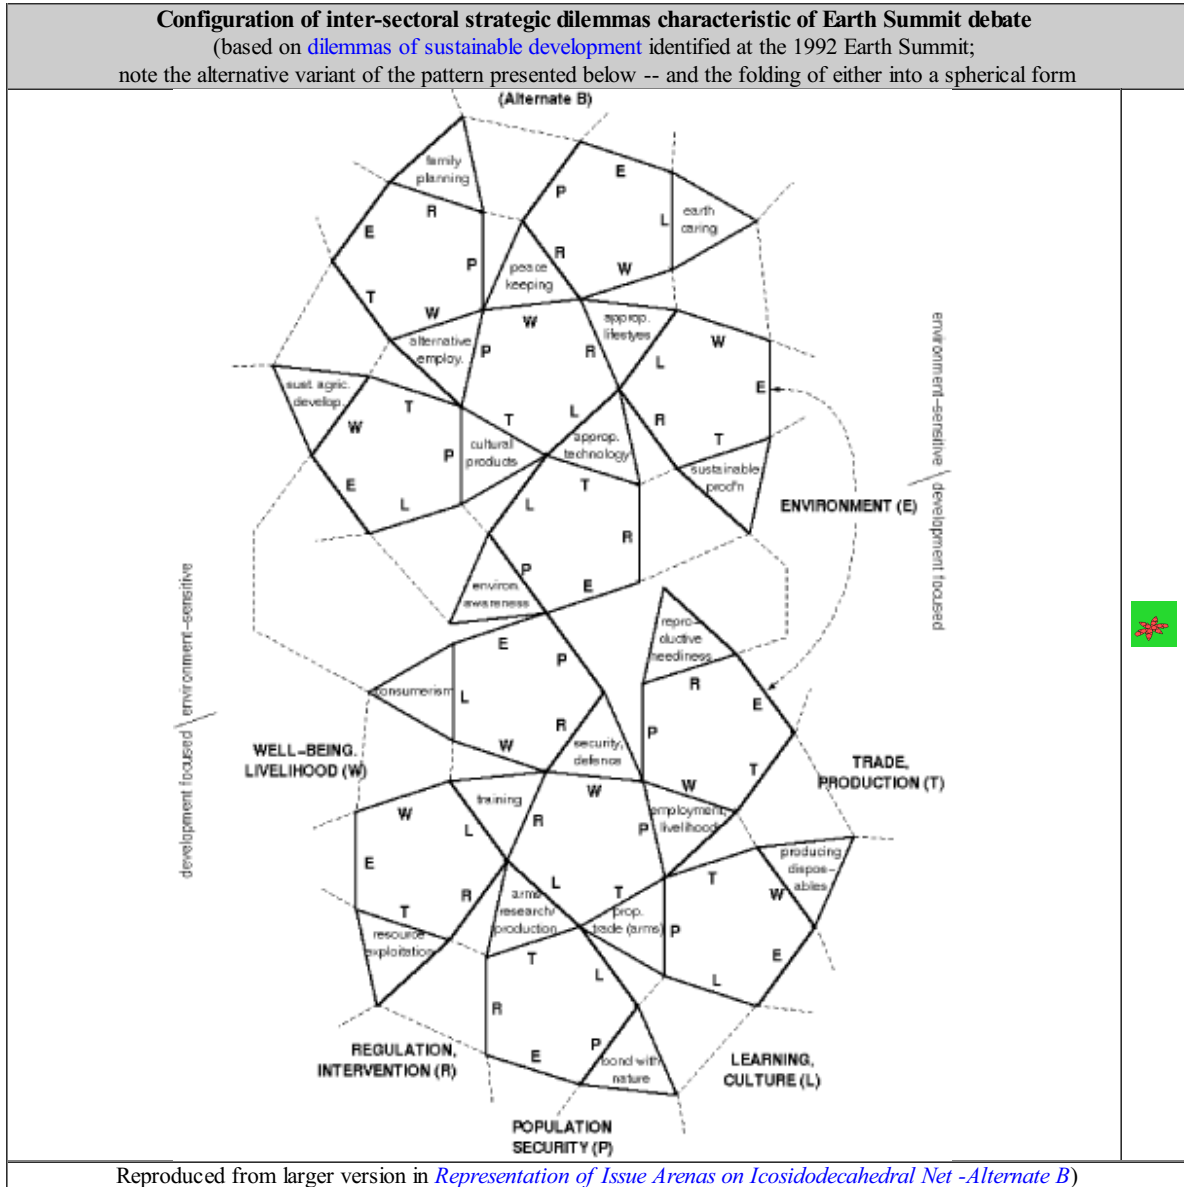 Configuration of inter-sectoral strategic dilemmas characteristic of Earth Summit debate
(based on dilemmas of sustainable development identified at the 1992 Earth Summit;
note the alternative variant of the pattern presented below -- and the folding of either into a spherical form
(Alternate B)
family
planning
E
P
R
L
earth
caring
E
R
P
peace
keeping
W
T
W
W
approp.
lifestyes
alternative
employ.
P
R
L
W
E
sust. agric.
develop.
T
W
T
L
R
T
P
cultural
products
approp.
technology
sustainable
prod'n
E
L
T
L
R
ENVIRONMENT (E)
environment-sensitive
development focused
P
E
environ.
awareness
repro-
ductive
neediness
E
P
R
E
consumerism
L
R
P
W
security,
defence
T
environment-sensitive
development focused
WELL-BEING.
LIVELIHOOD (W)
TRADE,
PRODUCTION (T)
training
W
W
employment,
livelihood
W
L
R
P
E
producing
dispos-
ables
T
R
L
T
T
W
arms
research/
production
prop.
trade (arms)
P
resource
exploitation
T
L
L
E
R
E
P
bond with
nature
REGULATION,
INTERVENTION (R)
LEARNING,
CULTURE (L)
POPULATION
SECURITY (P)
Reproduced from larger version in Representation of Issue Arenas on Icosidodecahedral Net -Alternate B)